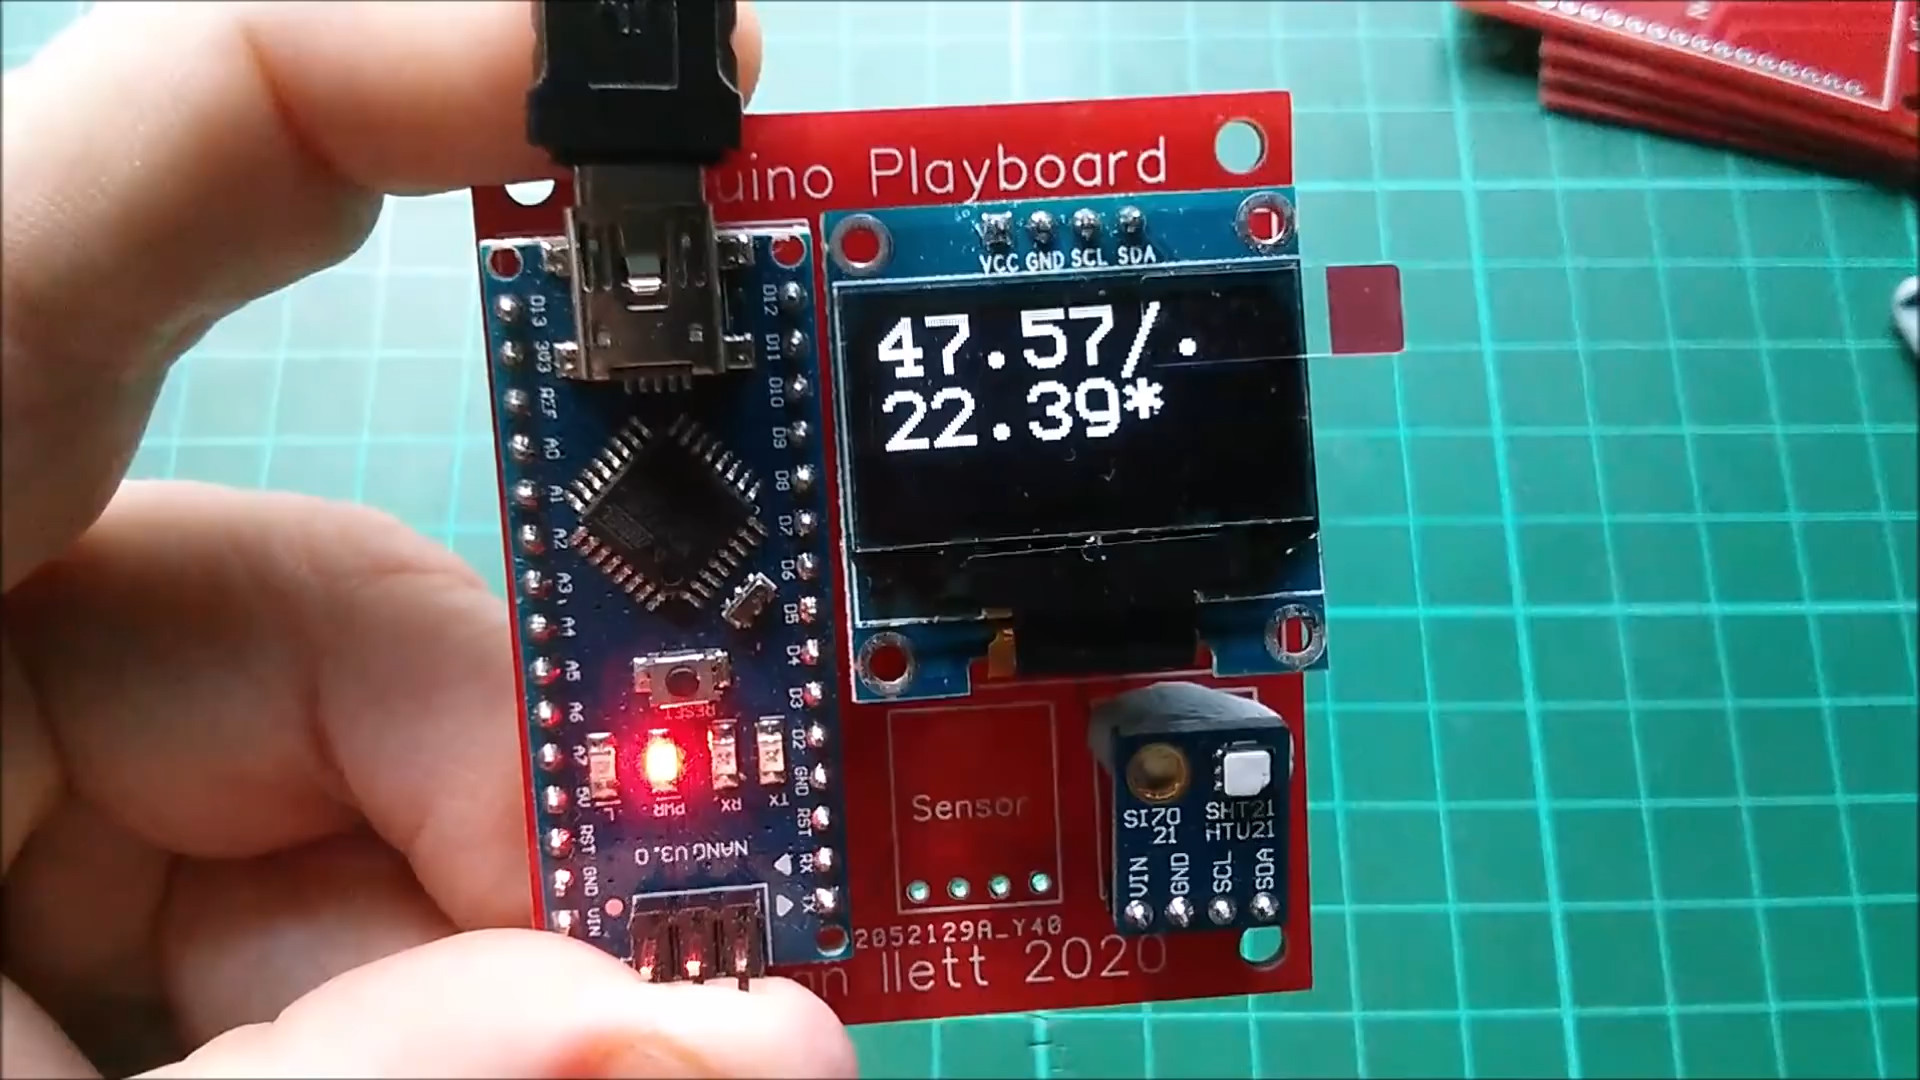 uino Playboard
VCC GND SCL SDA
47.57/.
22.39*
D13
3V3
REF
A0
A1
A2
A3
A4
A5
A6
A7
5V
RST
GND
VIN
D12
D11
D10
D9
D8
D7
D6
D5
D4
D3
D2
GND
RST
RX
TX
RESET
L
PWR
RX
TX
NANO V3.0
Sensor
SI70
21
SHT21
HTU21
VIN
GND
SCL
SDA
2052129A_Y40
an Ilett 2020